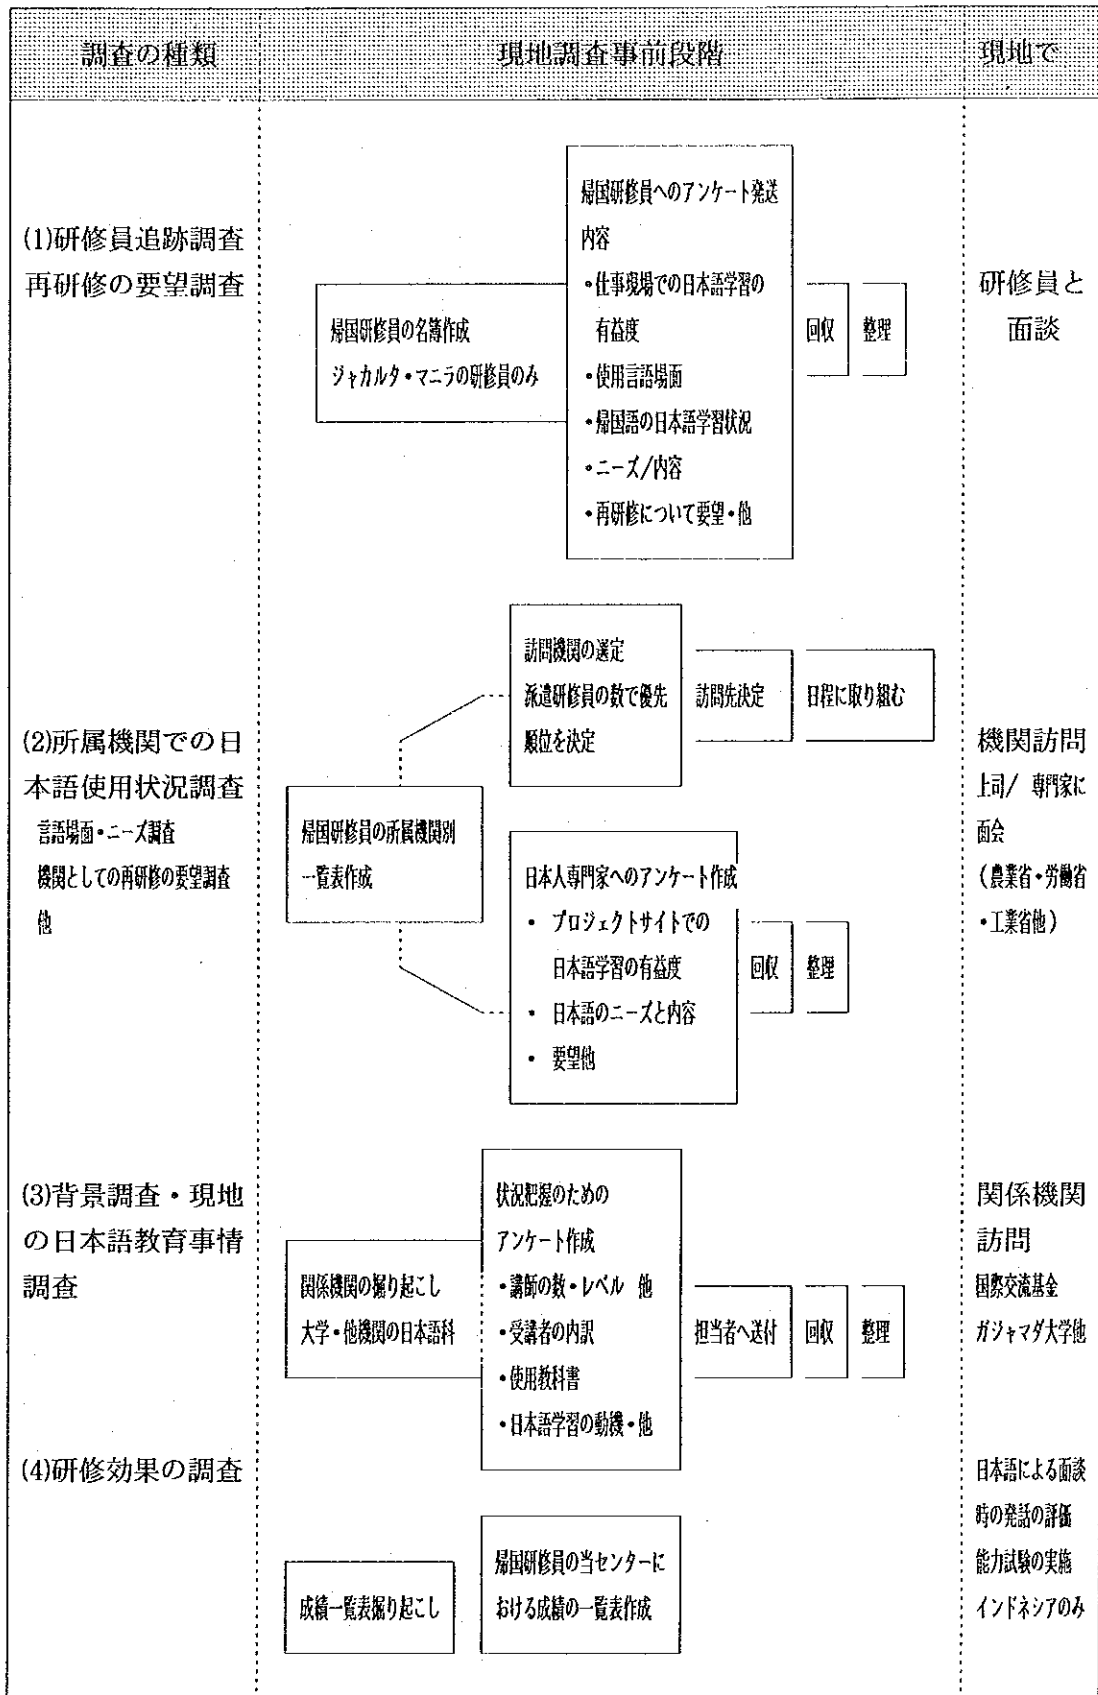 調査の種類
現地調査事前段階
現地で
(1)研修員追跡調査
再研修の要望調査
帰国研修員の名簿作成
ジャカルタ・マニラの研修員のみ
帰国研修員へのアンケート発送
内容
・仕事現場での日本語学習の
有益度
・使用言語場面
・帰国語の日本語学習状況
・ニーズ/内容
・再研修について要望・他
回収
整理
研修員と
面談
(2)所属機関での日
本語使用状況調査
言語場面・ニーズ調査
機関としての再研修の要望調査
他
帰国研修員の所属機関別
一覧表作成
訪問機関の選定
派遣研修員の数で優先
順位を決定
訪問先決定
日程に取り組む
日本人専門家へのアンケート作成
・ プロジェクトサイトでの
日本語学習の有益度
・ 日本語のニーズと内容
・ 要望他
回収
整理
機関訪問
上司/ 専門家に
面会
(農業省・労働省
・工業省他)
(3)背景調査・現地
の日本語教育事情
調査
関係機関の掘り起こし
大学・他機関の日本語科
状況把握のための
アンケート作成
・講師の数・レベル 他
・受講者の内訳
・使用教科書
・日本語学習の動機・他
担当者へ送付
回収
整理
関係機関
訪問
国際交流基金
ガジャマダ大学他
(4)研修効果の調査
成績一覧表掘り起こし
帰国研修員の当センターに
おける成績の一覧表作成
日本語による面談
時の発話の評価
能力試験の実施
インドネシアのみ